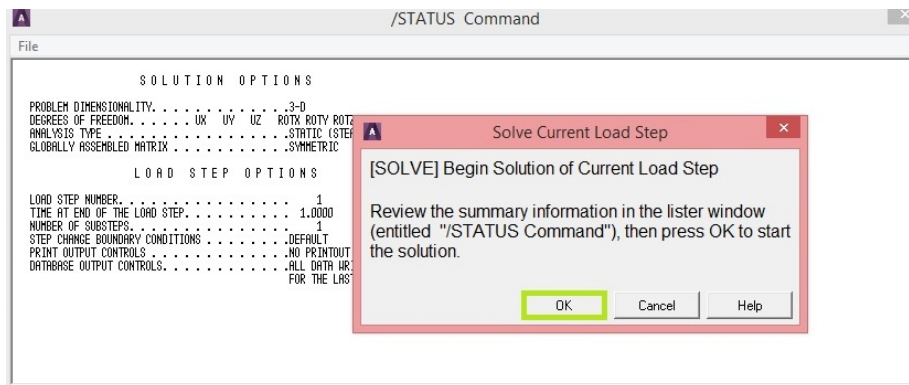 /STATUS Command
File
SOLUTION OPTIONS
PROBLEM DIMENSIONALITY. . . . . . . . . . . . .3-D
DEGREES OF FREEDOM. . . . . . UX UY UZ ROTX ROTY ROTZ
ANALYSIS TYPE . . . . . . . . . . . . . . . . .STATIC (STE
GLOBALLY ASSEMBLED MATRIX . . . . . . . . . . .SYMMETRIC
LOAD STEP OPTIONS
LOAD STEP NUMBER. . . . . . . . . . . . . . . . 1
TIME AT END OF THE LOAD STEP. . . . . . . . . . 1.0000
NUMBER OF SUBSTEPS. . . . . . . . . . . . . . . 1
STEP CHANGE BOUNDARY CONDITIONS . . . . . . . .DEFAULT
PRINT OUTPUT CONTROLS . . . . . . . . . . . . .NO PRINTOUT
DATABASE OUTPUT CONTROLS. . . . . . . . . . . .ALL DATA WRI
FOR THE LAST
Solve Current Load Step
[SOLVE] Begin Solution of Current Load Step
Review the summary information in the lister window
(entitled "/STATUS Command"), then press OK to start
the solution.
OK Cancel Help